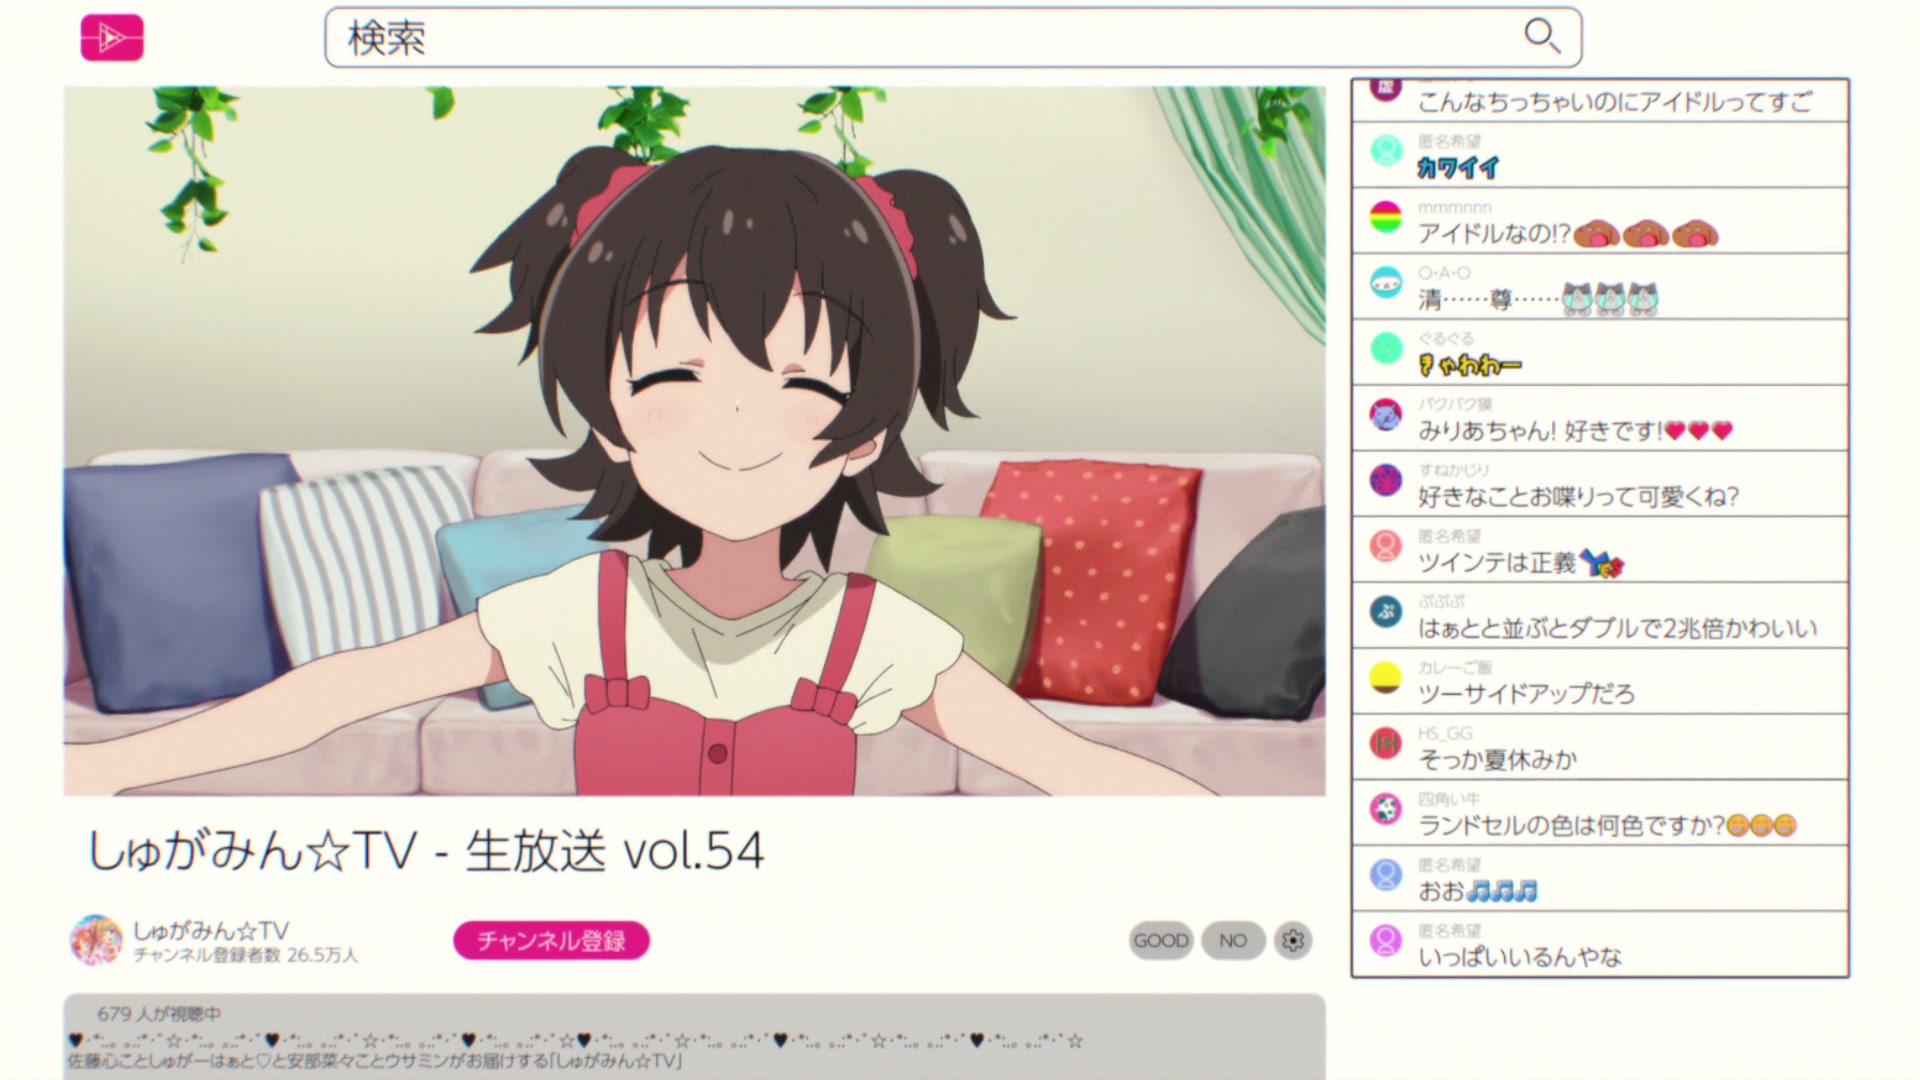 検索
こんなちっちゃいのにアイドルってすご
匿名希望
カワイイ
mmmnnn
アイドルなの!?
O・A・O
清……尊……
ぐるぐる
きゃわわー
バクバク獏
みりあちゃん! 好きです!♥♥♥
すねかじり
好きなことお喋りって可愛くね?
匿名希望
ツインテは正義 Yes
ぷ
ぷぷぷ
はぁとと並ぶとダブルで2兆倍かわいい
カレーご飯
ツーサイドアップだろ
HS_GG
そっか夏休みか
四角い牛
ランドセルの色は何色ですか?
匿名希望
おお🎵🎵🎵
匿名希望
いっぱいいるんやな
しゅがみん☆TV - 生放送 vol.54
しゅがみん☆TV
チャンネル登録者数 26.5万人
チャンネル登録
GOOD
NO
679 人が視聴中
佐藤心ことしゅがーはぁと♡と安部菜々ことウサミンがお届けする「しゅがみん☆TV」